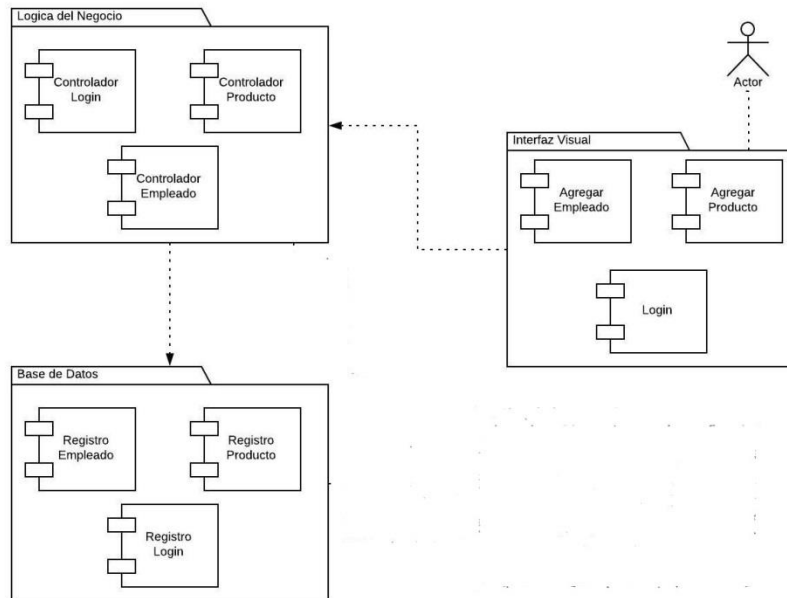 Logica del Negocio
Controlador
Login
Controlador
Producto
Controlador
Empleado
Actor
Interfaz Visual
Agregar
Empleado
Agregar
Producto
Login
Base de Datos
Registro
Empleado
Registro
Producto
Registro
Login